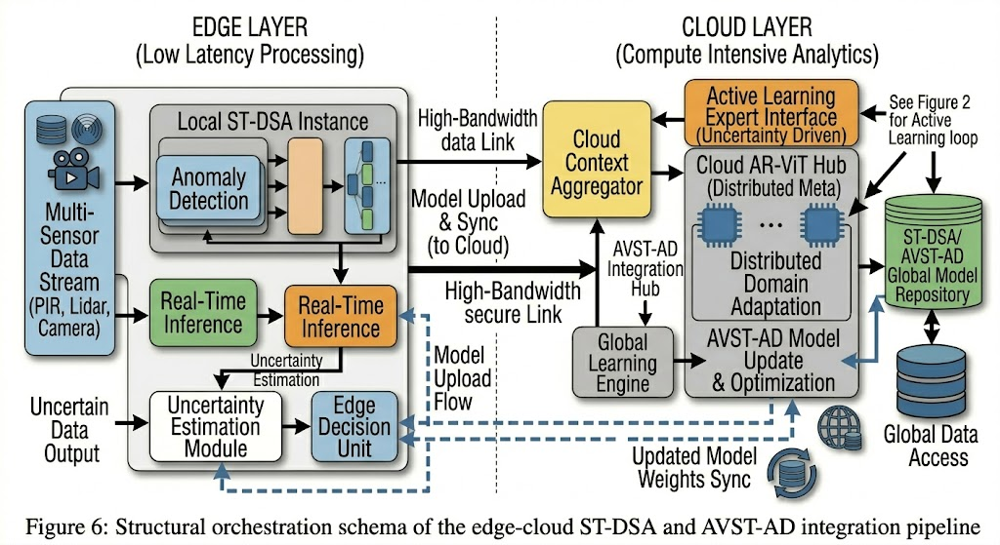 EDGE LAYER
(Low Latency Processing)
CLOUD LAYER
(Compute Intensive Analytics)
Multi-
Sensor
Data
Stream
(PIR, Lidar,
Camera)
Local ST-DSA Instance
Anomaly
Detection
...
Real-Time
Inference
Real-Time
Inference
Uncertainty
Estimation
Uncertain
Data
Output
Uncertainty
Estimation
Module
Edge
Decision
Unit
High-Bandwidth
data Link
Model Upload
& Sync
(to Cloud)
High-Bandwidth
secure Link
Model
Upload
Flow
Cloud
Context
Aggregator
AVST-AD
Integration
Hub
Global
Learning
Engine
Active Learning
Expert Interface
(Uncertainty Driven)
Cloud AR-ViT Hub
(Distributed Meta)
...
Distributed
Domain
Adaptation
AVST-AD Model
Update
& Optimization
See Figure 2
for Active
Learning loop
ST-DSA/
AVST-AD
Global Model
Repository
Global Data
Access
Updated Model
Weights Sync
Figure 6: Structural orchestration schema of the edge-cloud ST-DSA and AVST-AD integration pipeline